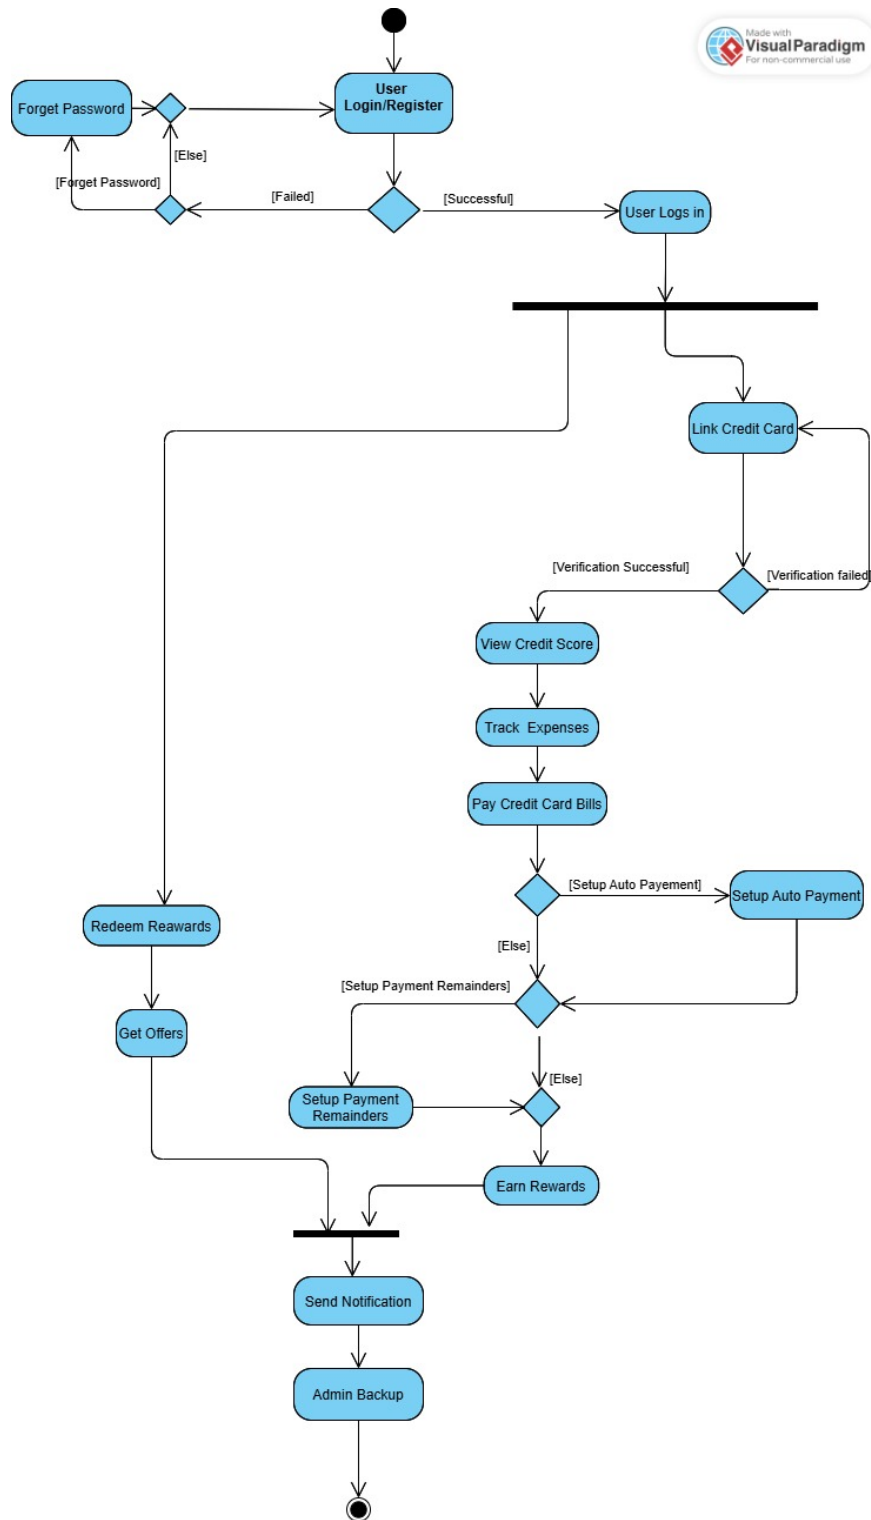 Made with
Visual Paradigm
For non-commercial use
User
Login/Register
Forget Password
[Else]
[Forget Password]
[Failed]
[Successful]
User Logs in
Link Credit Card
[Verification Successful]
[Verification failed]
View Credit Score
Track Expenses
Pay Credit Card Bills
[Setup Auto Payement]
Setup Auto Payment
Redeem Reawards
[Else]
[Setup Payment Remainders]
Get Offers
[Else]
Setup Payment
Remainders
Earn Rewards
Send Notification
Admin Backup